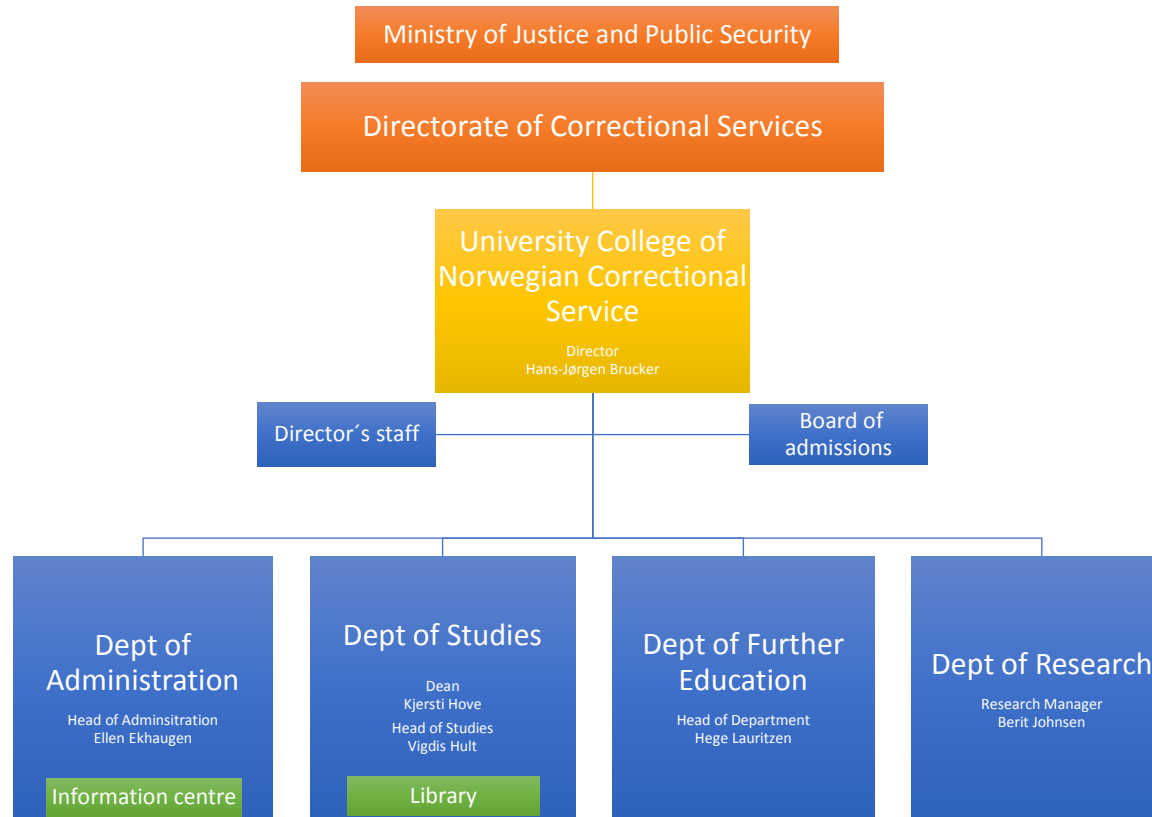 Ministry of Justice and Public Security
Directorate of Correctional Services
University College of
Norwegian Correctional
Service
Director
Hans-Jørgen Brucker
Director´s staff
Board of
admissions
Dept of
Administration
Head of Adminsitration
Ellen Ekhaugen
Information centre
Dept of Studies
Dean
Kjersti Hove
Head of Studies
Vigdis Hult
Library
Dept of Further
Education
Head of Department
Hege Lauritzen
Dept of Research
Research Manager
Berit Johnsen